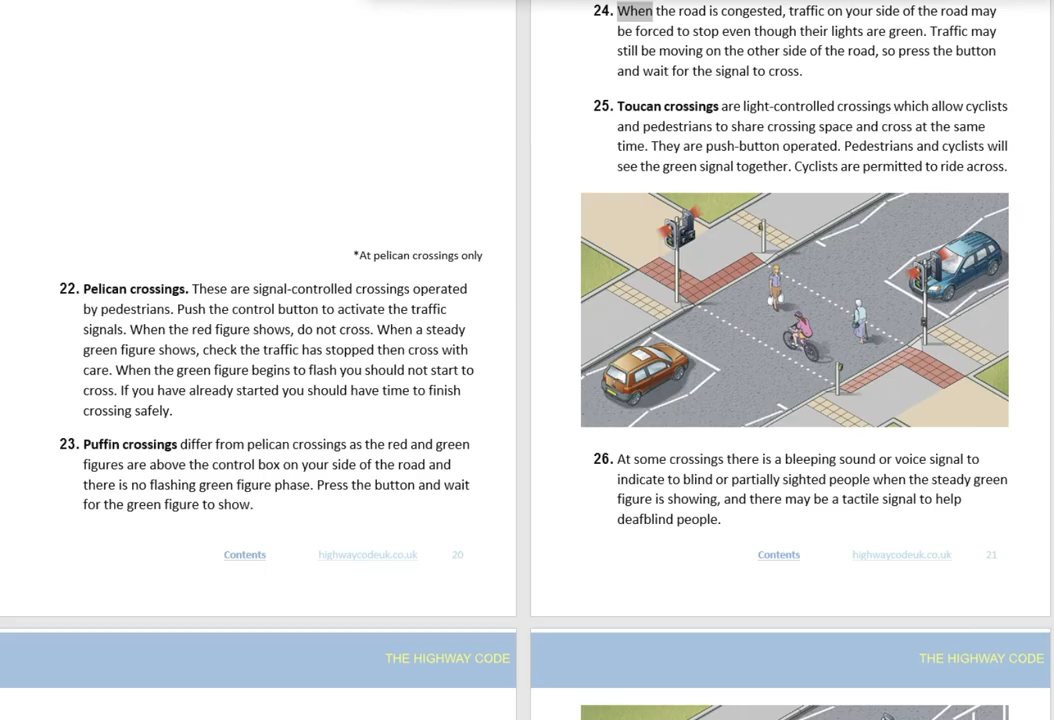 *At pelican crossings only
22. Pelican crossings. These are signal-controlled crossings operated
by pedestrians. Push the control button to activate the traffic
signals. When the red figure shows, do not cross. When a steady
green figure shows, check the traffic has stopped then cross with
care. When the green figure begins to flash you should not start to
cross. If you have already started you should have time to finish
crossing safely.
23. Puffin crossings differ from pelican crossings as the red and green
figures are above the control box on your side of the road and
there is no flashing green figure phase. Press the button and wait
for the green figure to show.
Contents highwaycodeuk.co.uk 20
24. When the road is congested, traffic on your side of the road may
be forced to stop even though their lights are green. Traffic may
still be moving on the other side of the road, so press the button
and wait for the signal to cross.
25. Toucan crossings are light-controlled crossings which allow cyclists
and pedestrians to share crossing space and cross at the same
time. They are push-button operated. Pedestrians and cyclists will
see the green signal together. Cyclists are permitted to ride across.
26. At some crossings there is a bleeping sound or voice signal to
indicate to blind or partially sighted people when the steady green
figure is showing, and there may be a tactile signal to help
deafblind people.
Contents highwaycodeuk.co.uk 21
THE HIGHWAY CODE
THE HIGHWAY CODE